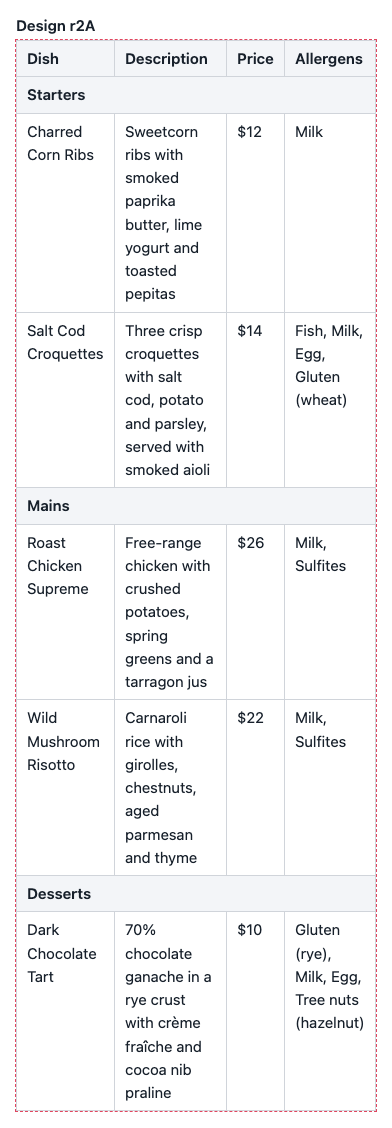 Design r2A
Dish Description Price Allergens
Starters
Charred Corn Ribs
Sweetcorn ribs with smoked paprika butter, lime yogurt and toasted pepitas
$12
Milk
Salt Cod Croquettes
Three crisp croquettes with salt cod, potato and parsley, served with smoked aioli
$14
Fish, Milk, Egg, Gluten (wheat)
Mains
Roast Chicken Supreme
Free-range chicken with crushed potatoes, spring greens and a tarragon jus
$26
Milk, Sulfites
Wild Mushroom Risotto
Carnaroli rice with girolles, chestnuts, aged parmesan and thyme
$22
Milk, Sulfites
Desserts
Dark Chocolate Tart
70% chocolate ganache in a rye crust with crème fraîche and cocoa nib praline
$10
Gluten (rye), Milk, Egg, Tree nuts (hazelnut)